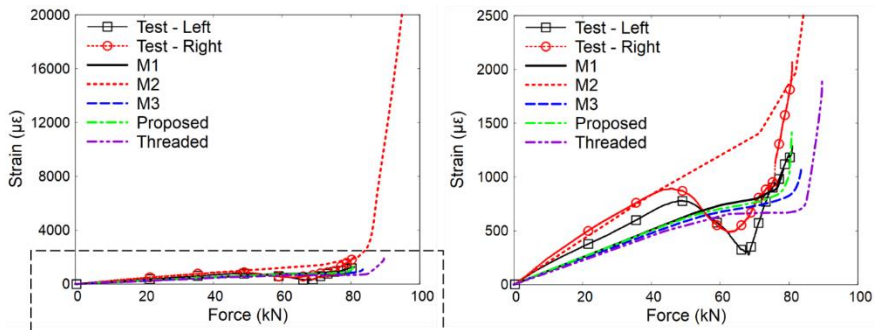 20000
16000
12000
8000
4000
0
Strain (με)
Test - Left
Test - Right
M1
M2
M3
Proposed
Threaded
0 20 40 60 80 100
Force (kN)
2500
2000
1500
1000
500
0
Strain (με)
Test - Left
Test - Right
M1
M2
M3
Proposed
Threaded
0 20 40 60 80 100
Force (kN)